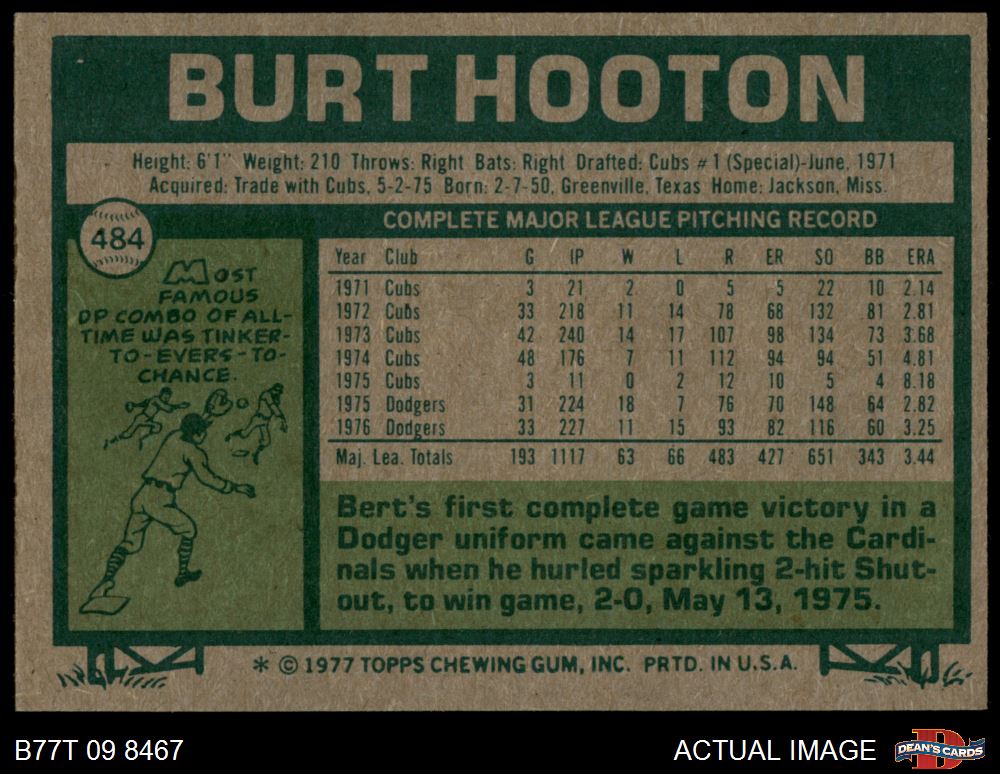 BURT HOOTON
Height: 6'1" Weight: 210 Throws: Right Bats: Right Drafted: Cubs #1 (Special)-June, 1971
Acquired: Trade with Cubs, 5-2-75 Born: 2-7-50, Greenville, Texas Home: Jackson, Miss.
484
MOST
FAMOUS
DP COMBO OF ALL-
TIME WAS TINKER-
TO-EVERS-TO-
CHANCE.
COMPLETE MAJOR LEAGUE PITCHING RECORD
Year Club G IP W L R ER SO BB ERA
1971 Cubs 3 21 2 0 5 5 22 10 2.14
1972 Cubs 33 218 11 14 78 68 132 81 2.81
1973 Cubs 42 240 14 17 107 98 134 73 3.68
1974 Cubs 48 176 7 11 112 94 94 51 4.81
1975 Cubs 3 11 0 2 12 10 5 4 8.18
1975 Dodgers 31 224 18 7 76 70 148 64 2.82
1976 Dodgers 33 227 11 15 93 82 116 60 3.25
Maj. Lea. Totals 193 1117 63 66 483 427 651 343 3.44
Bert's first complete game victory in a
Dodger uniform came against the Cardi-
nals when he hurled sparkling 2-hit Shut-
out, to win game, 2-0, May 13, 1975.
* © 1977 TOPPS CHEWING GUM, INC. PRTD. IN U.S.A.
B77T 09 8467
ACTUAL IMAGE
DEAN'S CARDS